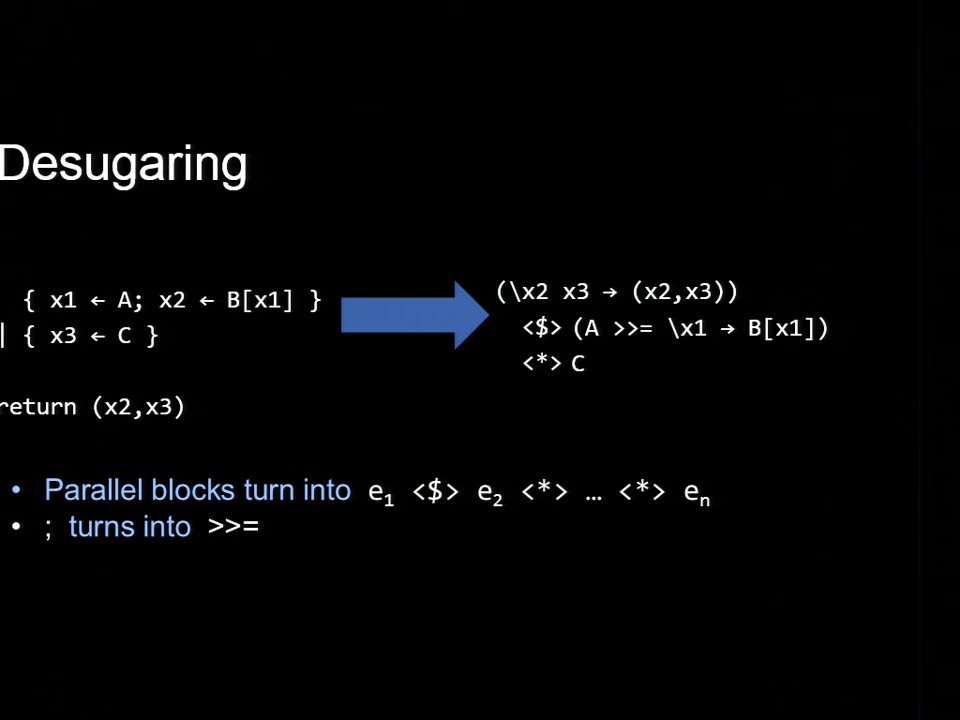 Desugaring
{ x1 ← A; x2 ← B[x1] }
| { x3 ← C }
return (x2,x3)
(\x2 x3 → (x2,x3))
<$> (A >>= \x1 → B[x1])
<*> C
• Parallel blocks turn into e1 <$> e2 <*> … <*> en
• ; turns into >>=